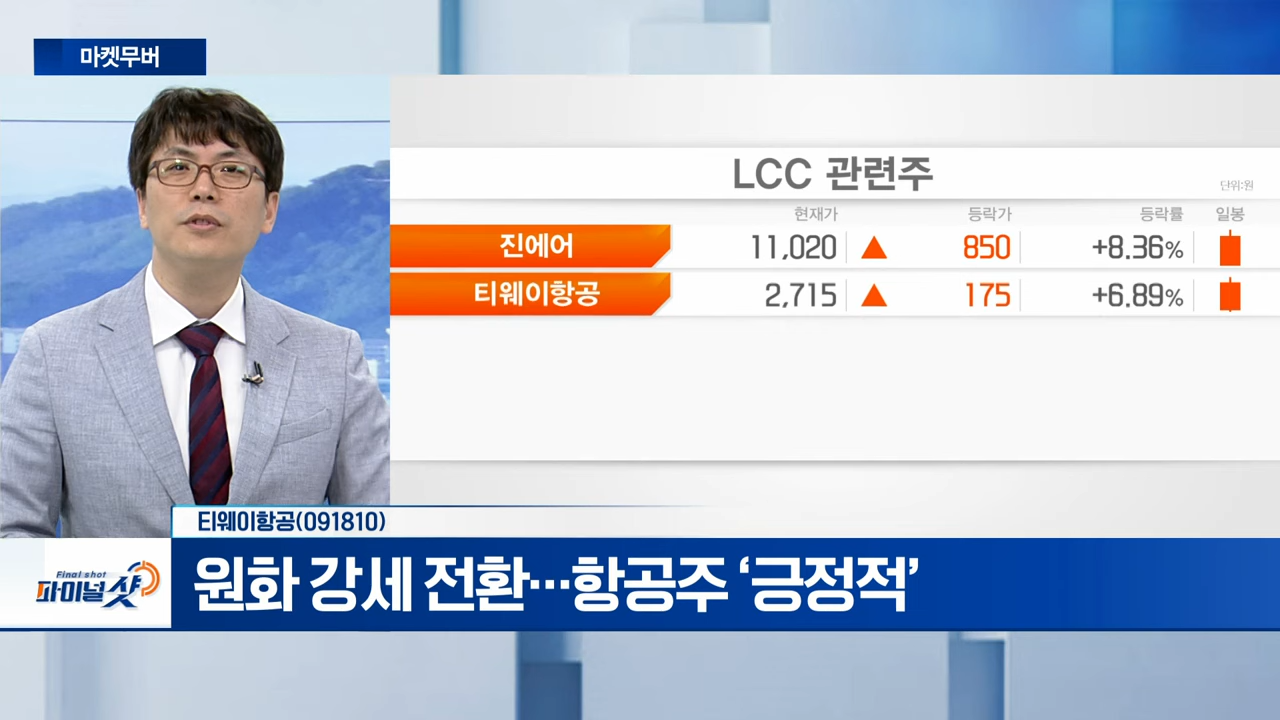 마켓무버
LCC 관련주
단위:원
현재가 등락가 등락률 일봉
진에어 11,020 ▲ 850 +8.36%
티웨이항공 2,715 ▲ 175 +6.89%
티웨이항공(091810)
Final shot
파이널샷
원화 강세 전환…항공주 ‘긍정적’